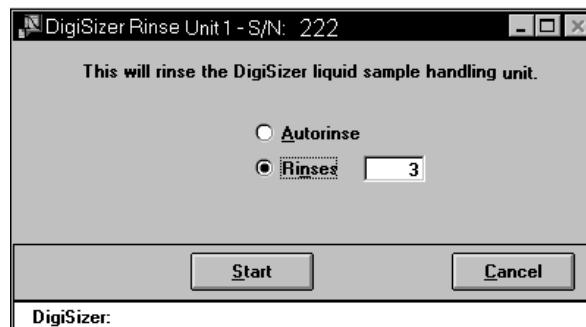 DigiSizer Rinse Unit 1 - S/N: 222
This will rinse the DigiSizer liquid sample handling unit.
Autorinse
Rinses 3
Start Cancel
DigiSizer: